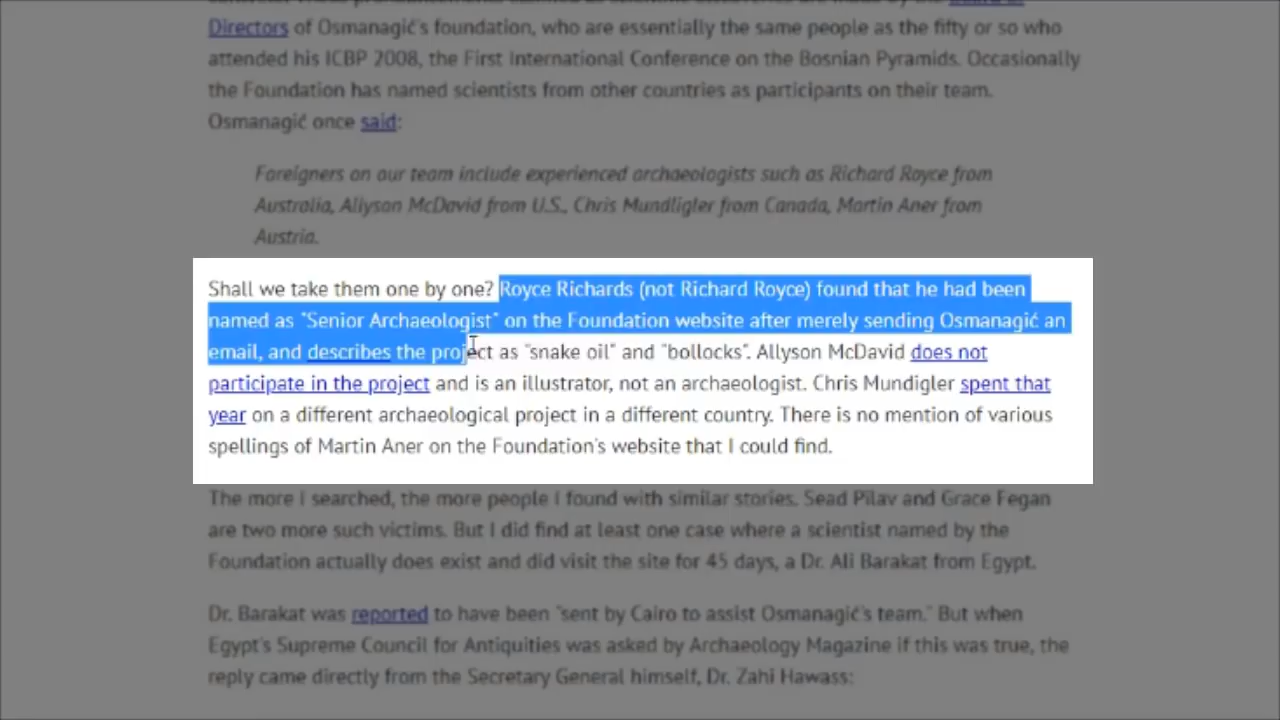 Directors of Osmanagić's foundation, who are essentially the same people as the fifty or so who
attended his ICBP 2008, the First International Conference on the Bosnian Pyramids. Occasionally
the Foundation has named scientists from other countries as participants on their team.
Osmanagić once said:
Foreigners on our team include experienced archaeologists such as Richard Royce from
Australia, Allyson McDavid from U.S., Chris Mundligler from Canada, Martin Aner from
Austria.
Shall we take them one by one? Royce Richards (not Richard Royce) found that he had been
named as "Senior Archaeologist" on the Foundation website after merely sending Osmanagić an
email, and describes the project as "snake oil" and "bollocks". Allyson McDavid does not
participate in the project and is an illustrator, not an archaeologist. Chris Mundigler spent that
year on a different archaeological project in a different country. There is no mention of various
spellings of Martin Aner on the Foundation's website that I could find.
The more I searched, the more people I found with similar stories. Sead Pilav and Grace Fegan
are two more such victims. But I did find at least one case where a scientist named by the
Foundation actually does exist and did visit the site for 45 days, a Dr. Ali Barakat from Egypt.
Dr. Barakat was reported to have been "sent by Cairo to assist Osmanagić's team." But when
Egypt's Supreme Council for Antiquities was asked by Archaeology Magazine if this was true, the
reply came directly from the Secretary General himself, Dr. Zahi Hawass: